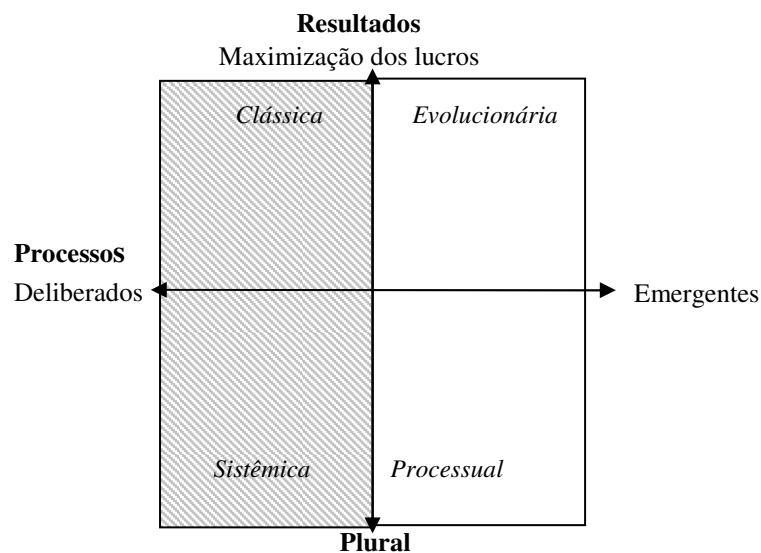 Resultados
Maximização dos lucros
Clássica
Evolucionária
Processos
Deliberados
Emergentes
Sistêmica
Processual
Plural